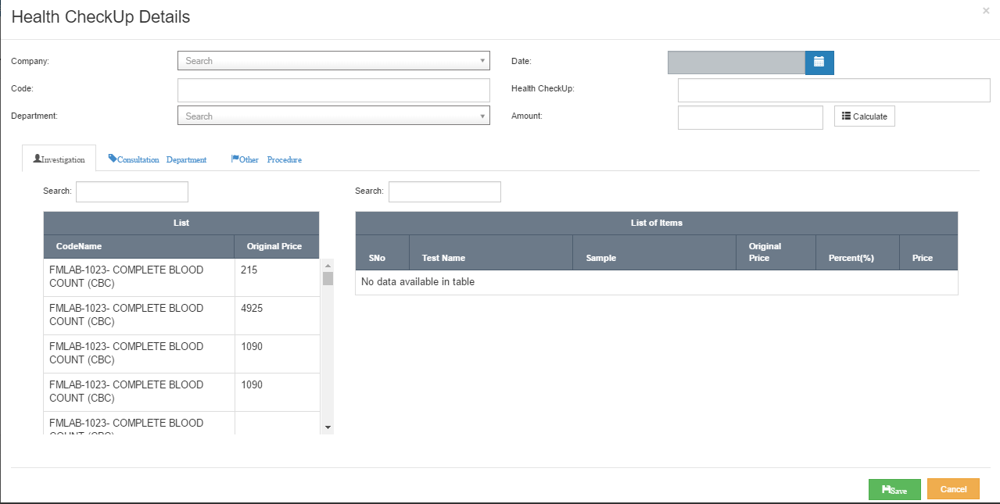 Health CheckUp Details
×
Company:
Search
Date:
Code:
Health CheckUp:
Department:
Search
Amount:
Calculate
Investigation
Consultation Department
Other Procedure
Search:
Search:
List
CodeName
Original Price
FMLAB-1023- COMPLETE BLOOD
COUNT (CBC)
215
FMLAB-1023- COMPLETE BLOOD
COUNT (CBC)
4925
FMLAB-1023- COMPLETE BLOOD
COUNT (CBC)
1090
FMLAB-1023- COMPLETE BLOOD
COUNT (CBC)
1090
FMLAB-1023- COMPLETE BLOOD
COUNT (CBC)
List of Items
SNo
Test Name
Sample
Original
Price
Percent(%)
Price
No data available in table
Save
Cancel